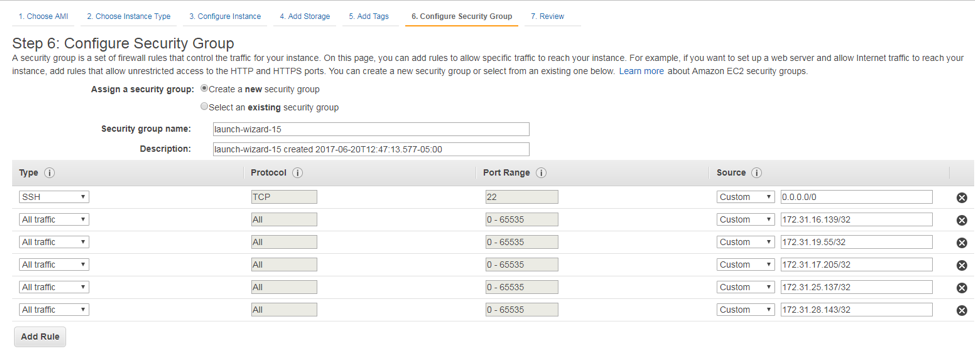 1. Choose AMI 2. Choose Instance Type 3. Configure Instance 4. Add Storage 5. Add Tags 6. Configure Security Group 7. Review
Step 6: Configure Security Group
A security group is a set of firewall rules that control the traffic for your instance. On this page, you can add rules to allow specific traffic to reach your instance. For example, if you want to set up a web server and allow Internet traffic to reach your
instance, add rules that allow unrestricted access to the HTTP and HTTPS ports. You can create a new security group or select from an existing one below. Learn more about Amazon EC2 security groups.
Assign a security group: Create a new security group
Select an existing security group
Security group name: launch-wizard-15
Description: launch-wizard-15 created 2017-06-20T12:47:13.577-05:00
Type i Protocol i Port Range i Source i
SSH TCP 22 Custom 0.0.0.0/0
All traffic All 0 - 65535 Custom 172.31.16.139/32
All traffic All 0 - 65535 Custom 172.31.19.55/32
All traffic All 0 - 65535 Custom 172.31.17.205/32
All traffic All 0 - 65535 Custom 172.31.25.137/32
All traffic All 0 - 65535 Custom 172.31.28.143/32
Add Rule